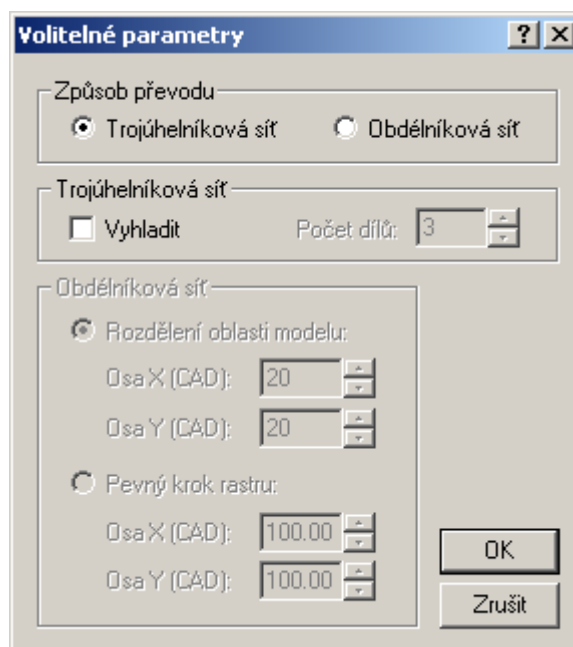 Volitelné parametry
Způsob převodu
Trojúhelníková síť Obdélníková síť
Trojúhelníková síť
Vyhladit Počet dílů: 3
Obdélníková síť
Rozdělení oblasti modelu:
Osa X (CAD): 20
Osa Y (CAD): 20
Pevný krok rastru:
Osa X (CAD): 100.00
Osa Y (CAD): 100.00
OK
Zrušit